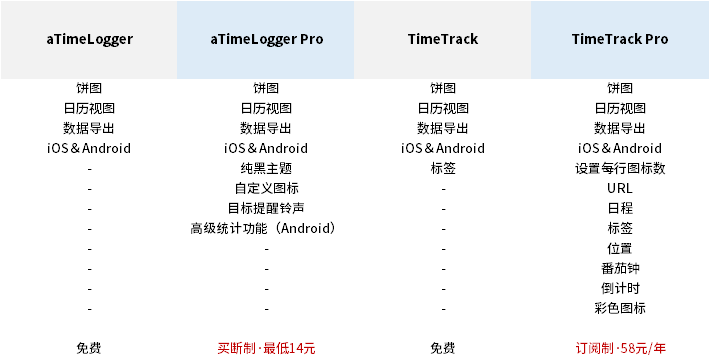 aTimeLogger aTimeLogger Pro TimeTrack TimeTrack Pro
饼图 饼图 饼图 饼图
日历视图 日历视图 日历视图 日历视图
数据导出 数据导出 数据导出 数据导出
iOS＆Android iOS＆Android iOS＆Android iOS＆Android
- 纯黑主题 标签 设置每行图标数
- 自定义图标 - URL
- 目标提醒铃声 - 日程
- 高级统计功能（Android） - 标签
- - - 位置
- - - 番茄钟
- - - 倒计时
- - - 彩色图标
免费 买断制·最低14元 免费 订阅制·58元/年